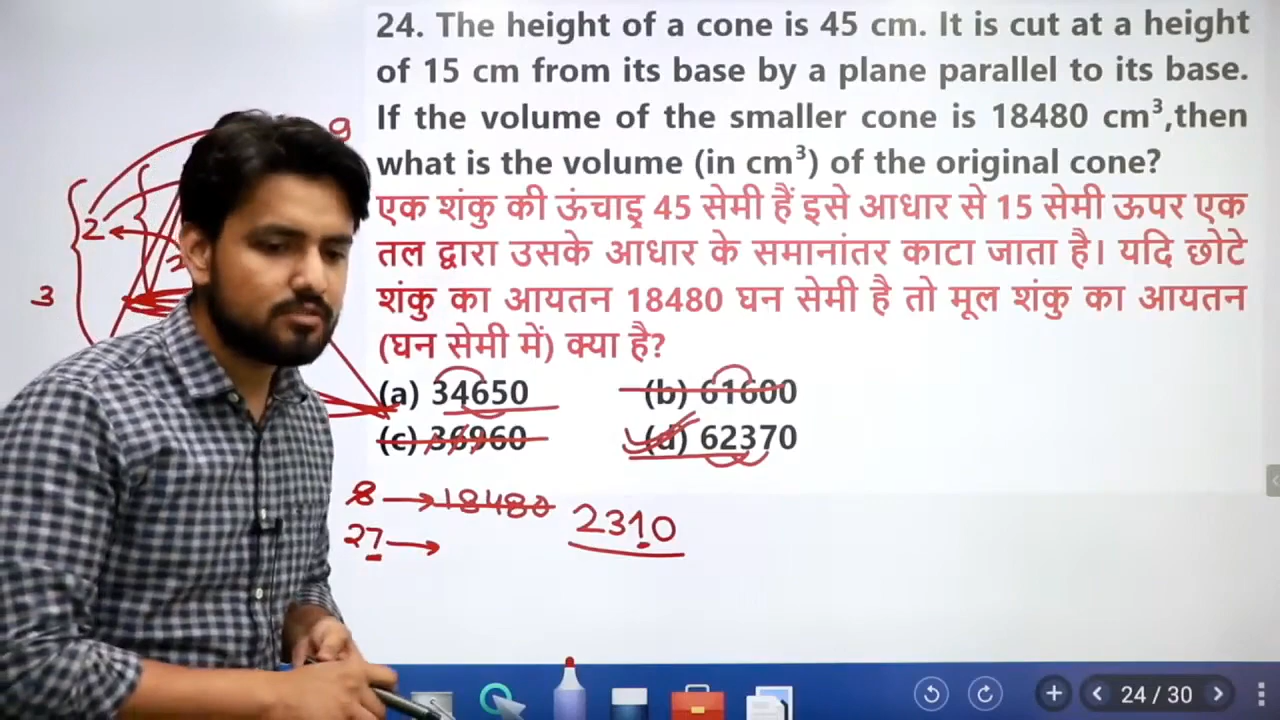 24. The height of a cone is 45 cm. It is cut at a height
of 15 cm from its base by a plane parallel to its base.
If the volume of the smaller cone is 18480 cm³,then
what is the volume (in cm³) of the original cone?
एक शंकु की ऊंचाइ 45 सेमी हैं इसे आधार से 15 सेमी ऊपर एक
तल द्वारा उसके आधार के समानांतर काटा जाता है। यदि छोटे
शंकु का आयतन 18480 घन सेमी है तो मूल शंकु का आयतन
(घन सेमी में) क्या है?
(a) 34650 (b) 61600
(c) 36960 (d) 62370
2
3
8 → 18480 2310
27 →
24 / 30